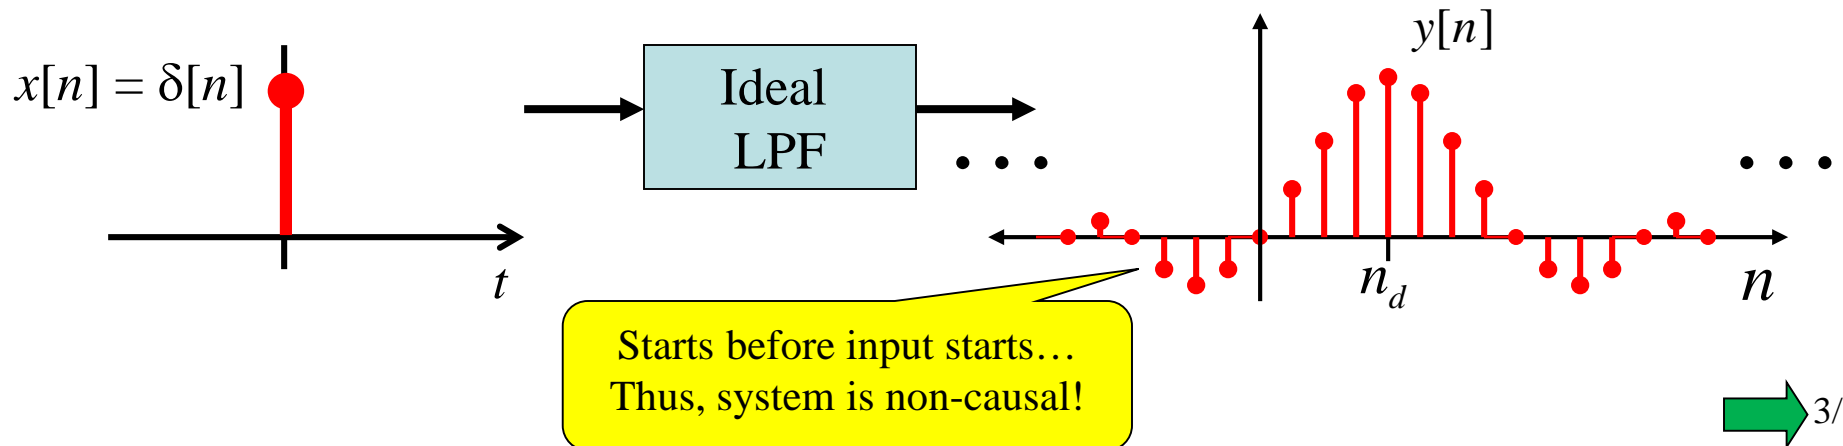 x[n] = δ[n]
t
Ideal
LPF
• • •
y[n]
• • •
n_d
n
Starts before input starts…
Thus, system is non-causal!
3/